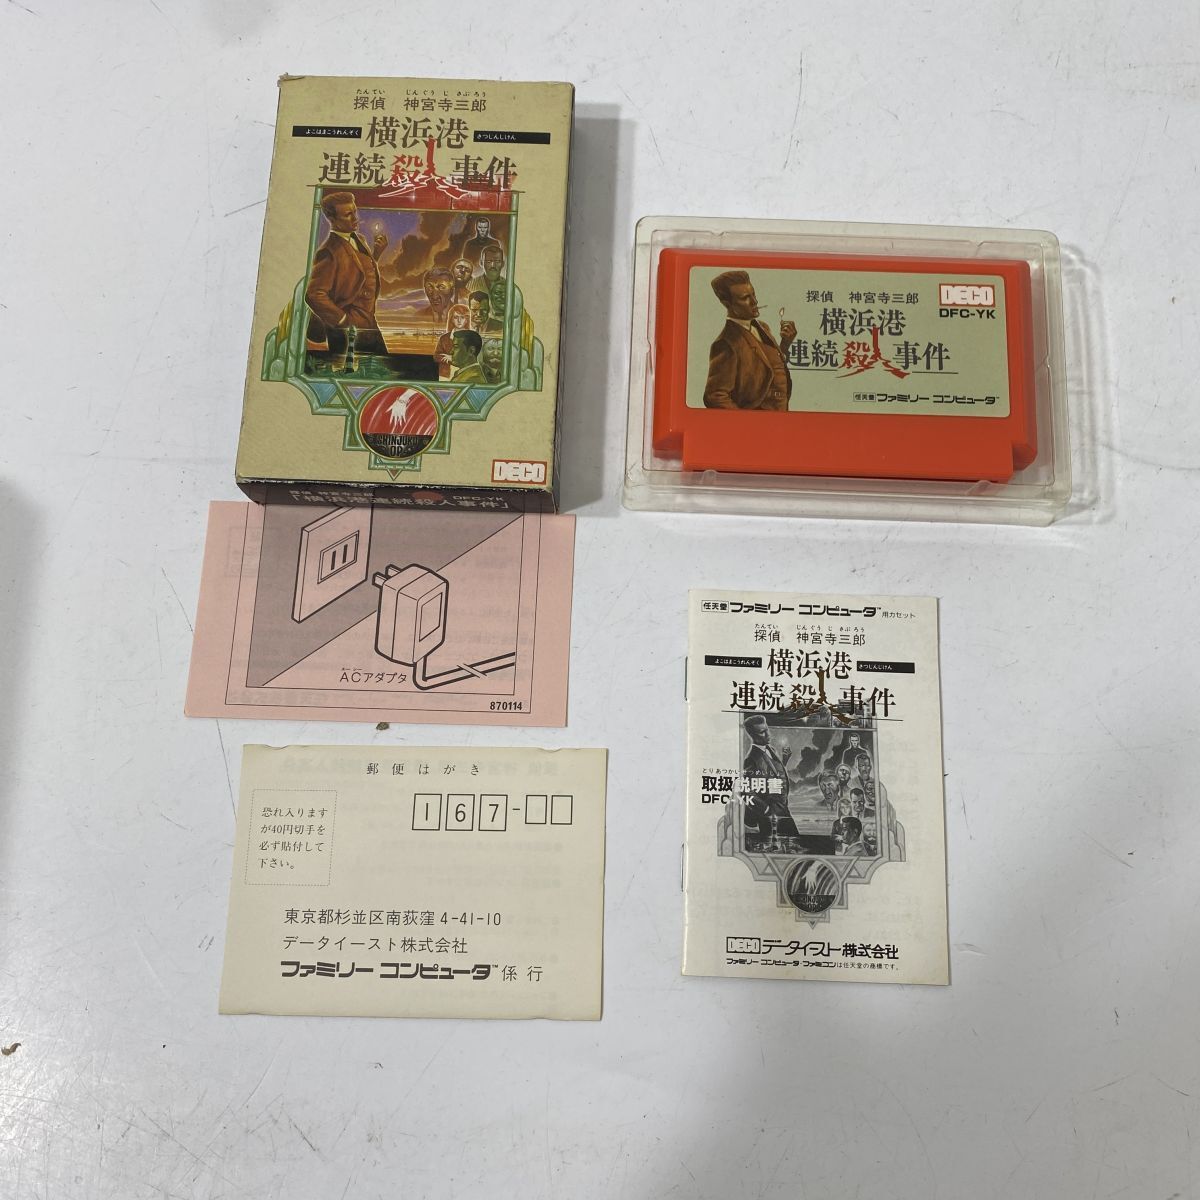 たんてい じんぐうじ さぶろう
探偵 神宮寺三郎
よこはまこうれんぞく
横浜港
さつじんじけん
連続殺人事件
SHINJUKU
OP
DECO
探偵 神宮寺三郎
DFC-YK
「横浜港連続殺人事件」
探偵 神宮寺三郎
DECO
DFC-YK
横浜港
連続殺人事件
任天堂 ファミリーコンピュータ™
エーシー
ACアダプタ
870114
郵便はがき
恐れ入ります
が40円切手を
必ず貼付して
下さい。
167-
東京都杉並区南荻窪4-41-10
データイースト株式会社
ファミリーコンピュータ™係行
任天堂 ファミリーコンピュータ™用カセット
たんてい じんぐうじ さぶろう
探偵 神宮寺三郎
よこはまこうれんぞく
横浜港
さつじんじけん
連続殺人事件
とりあつかいせつめいしょ
取扱説明書
DFC-YK
DECO データイースト株式会社
ファミリーコンピュータ・ファミコンは任天堂の商標です。